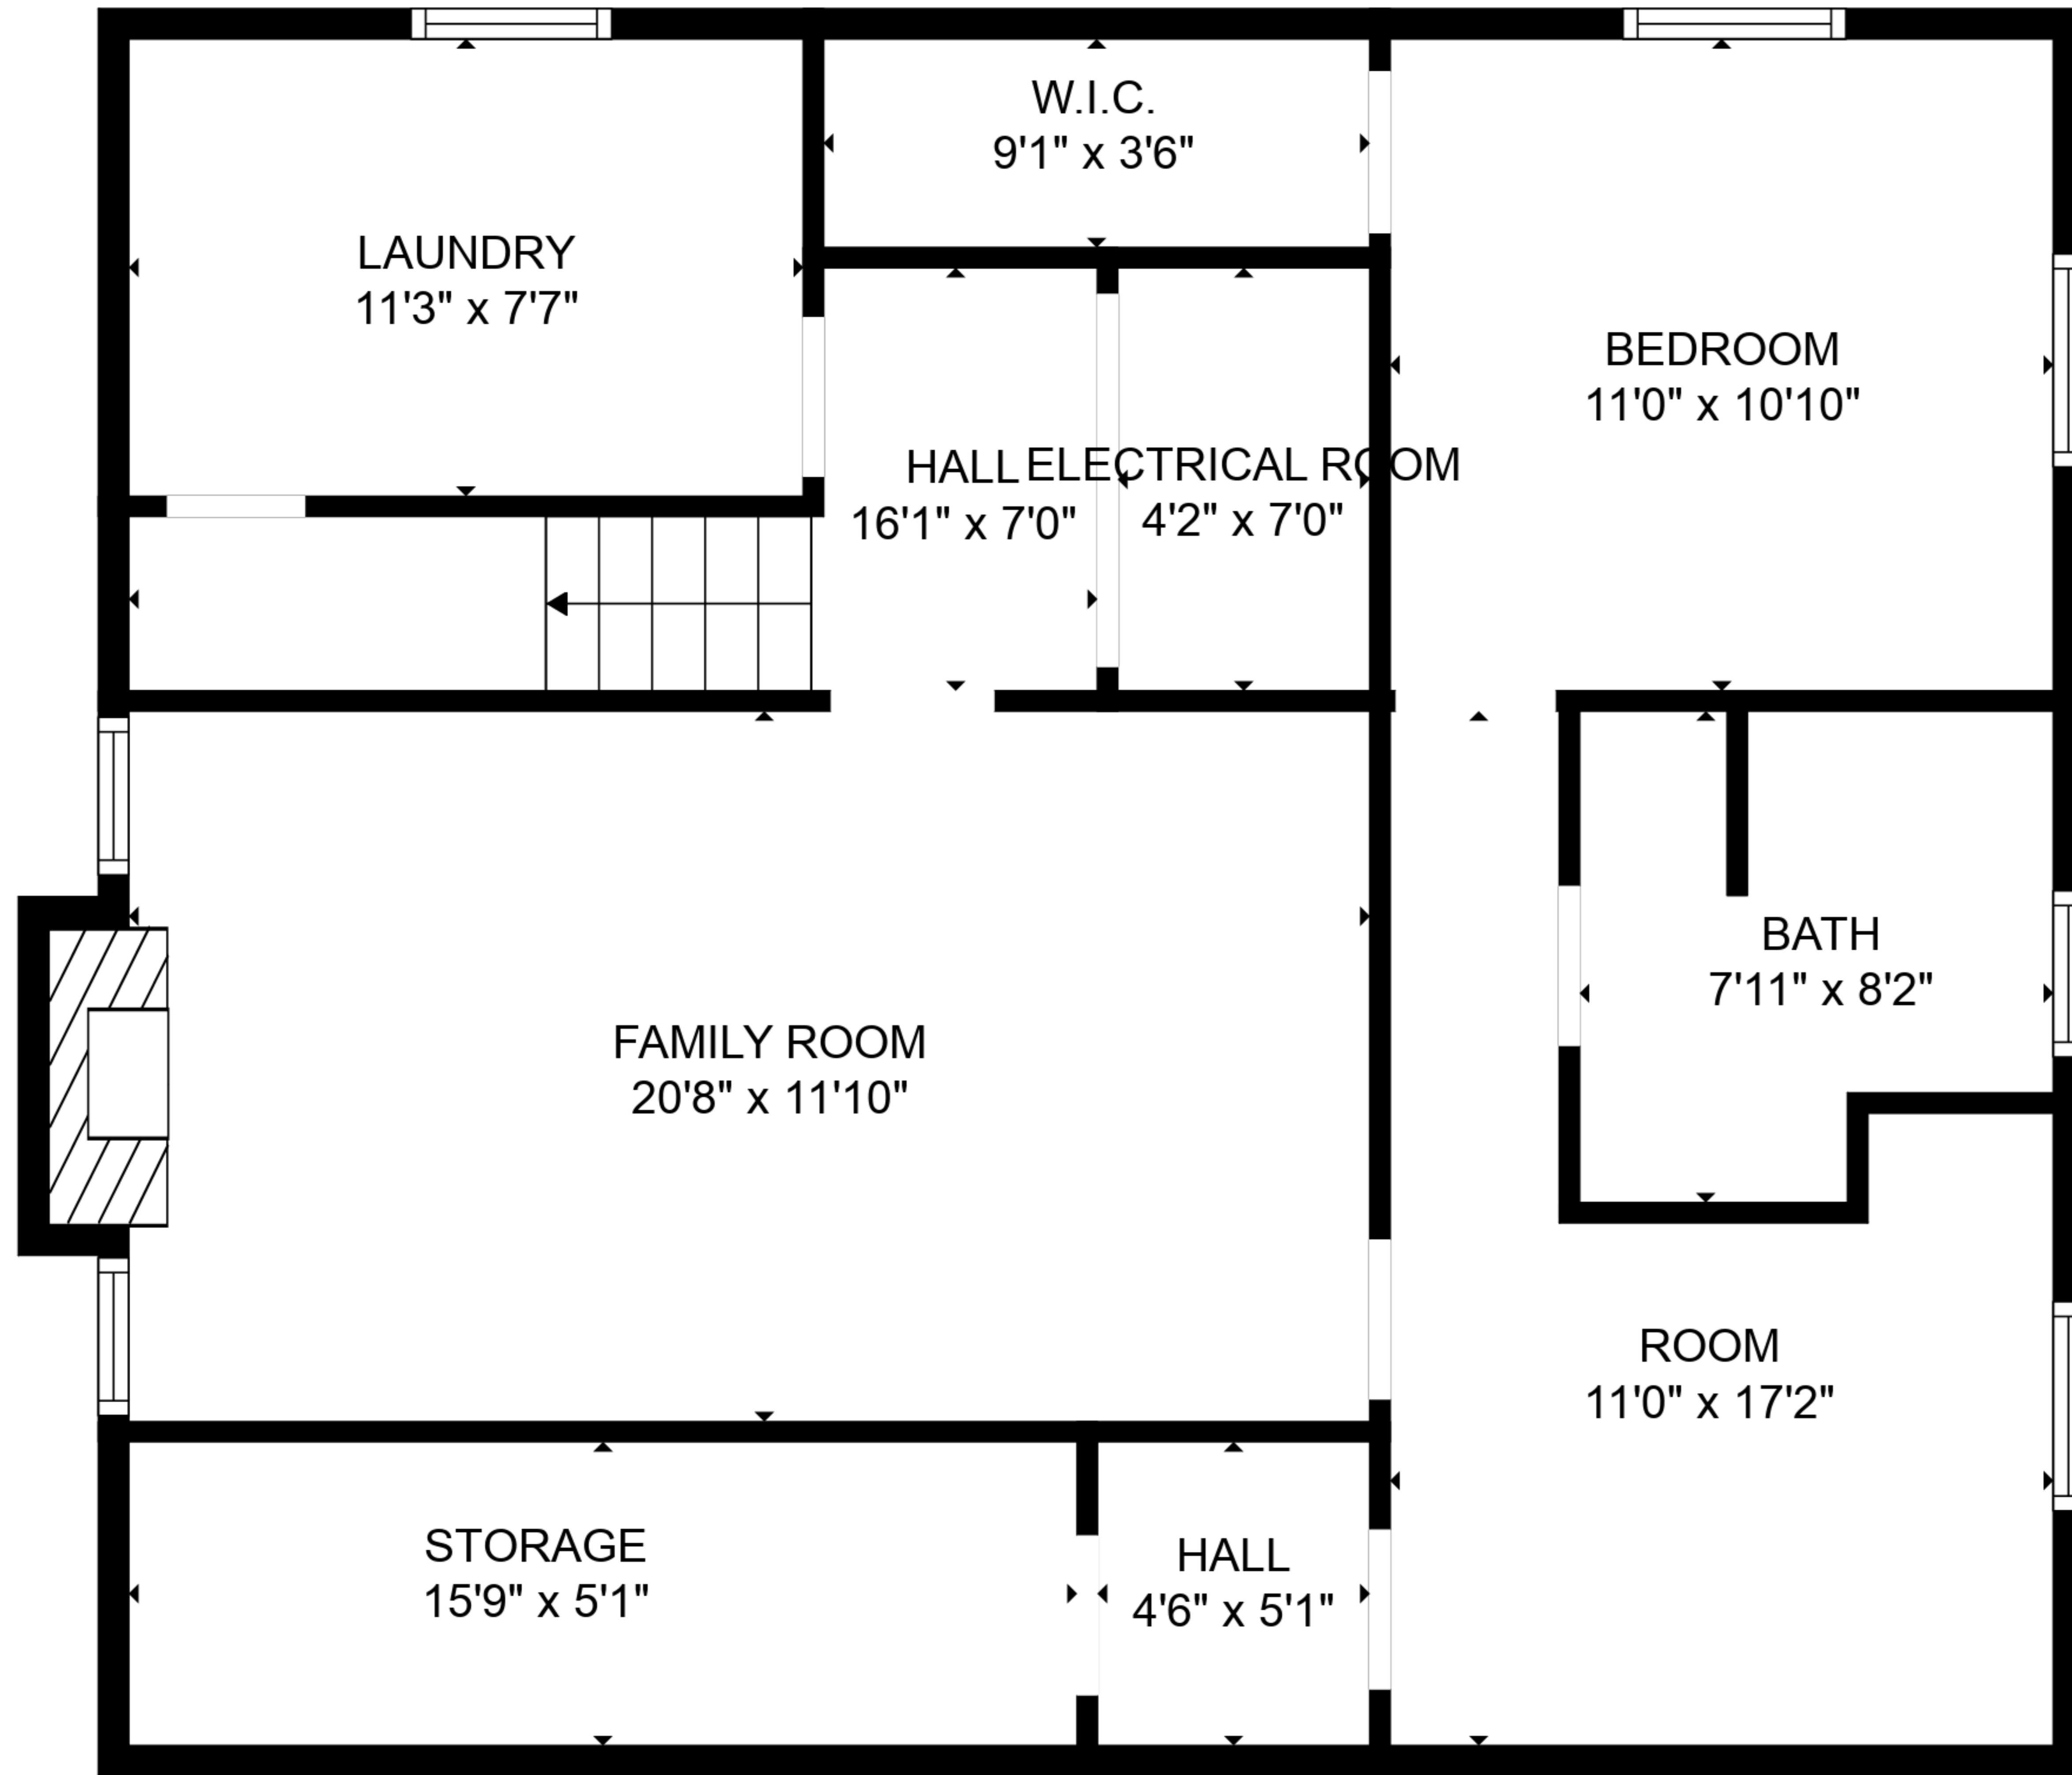 W.I.C.
9'1" x 3'6"
LAUNDRY
11'3" x 7'7"
BEDROOM
11'0" x 10'10"
HALL
16'1" x 7'0"
ELECTRICAL ROOM
4'2" x 7'0"
BATH
7'11" x 8'2"
FAMILY ROOM
20'8" x 11'10"
ROOM
11'0" x 17'2"
STORAGE
15'9" x 5'1"
HALL
4'6" x 5'1"